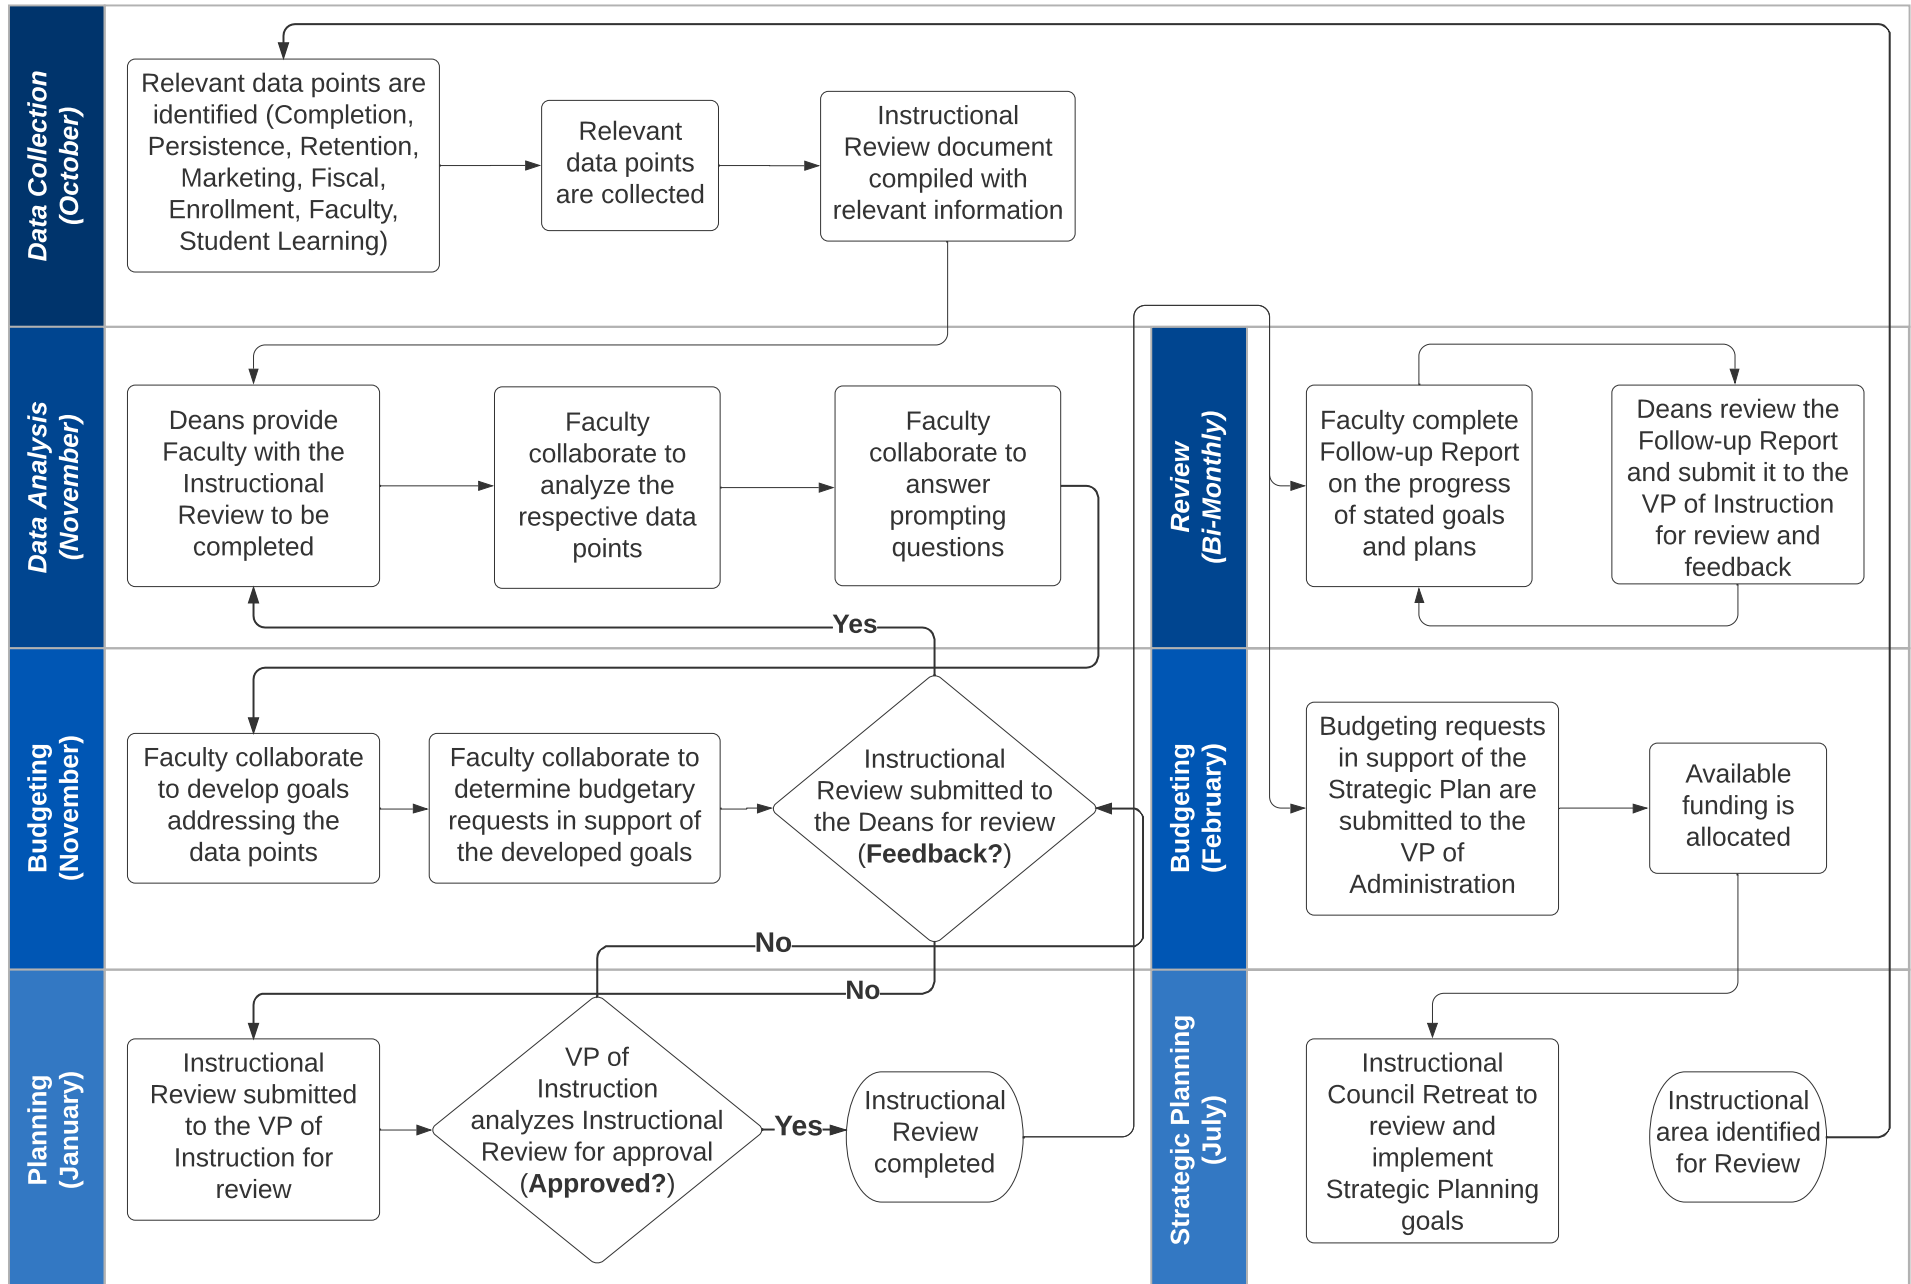 Data Collection
(October)
Relevant data points are
identified (Completion,
Persistence, Retention,
Marketing, Fiscal,
Enrollment, Faculty,
Student Learning)
Relevant
data points
are collected
Instructional
Review document
compiled with
relevant information
Data Analysis
(November)
Deans provide
Faculty with the
Instructional
Review to be
completed
Faculty
collaborate to
analyze the
respective data
points
Faculty
collaborate to
answer
prompting
questions
Yes
Review
(Bi-Monthly)
Faculty complete
Follow-up Report
on the progress
of stated goals
and plans
Deans review the
Follow-up Report
and submit it to the
VP of Instruction
for review and
feedback
Budgeting
(November)
Faculty collaborate
to develop goals
addressing the
data points
Faculty collaborate to
determine budgetary
requests in support of
the developed goals
Instructional
Review submitted to
the Deans for review
(Feedback?)
No
No
Budgeting
(February)
Budgeting requests
in support of the
Strategic Plan are
submitted to the
VP of
Administration
Available
funding is
allocated
Planning
(January)
Instructional
Review submitted
to the VP of
Instruction for
review
VP of
Instruction
analyzes Instructional
Review for approval
(Approved?)
Yes
Instructional
Review
completed
Strategic Planning
(July)
Instructional
Council Retreat to
review and
implement
Strategic Planning
goals
Instructional
area identified
for Review